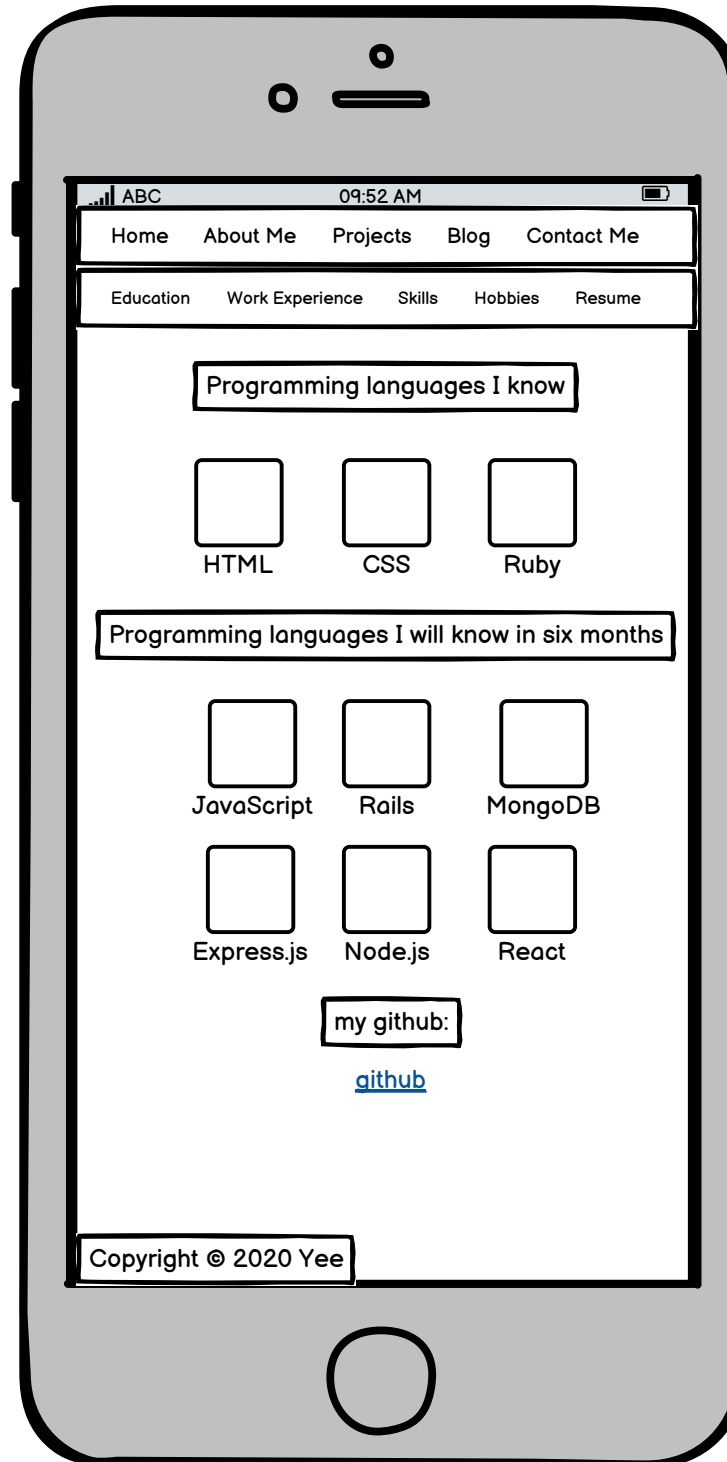 ABC 09:52 AM
Home About Me Projects Blog Contact Me
Education Work Experience Skills Hobbies Resume
Programming languages I know
HTML CSS Ruby
Programming languages I will know in six months
JavaScript Rails MongoDB
Express.js Node.js React
my github:
github
Copyright © 2020 Yee